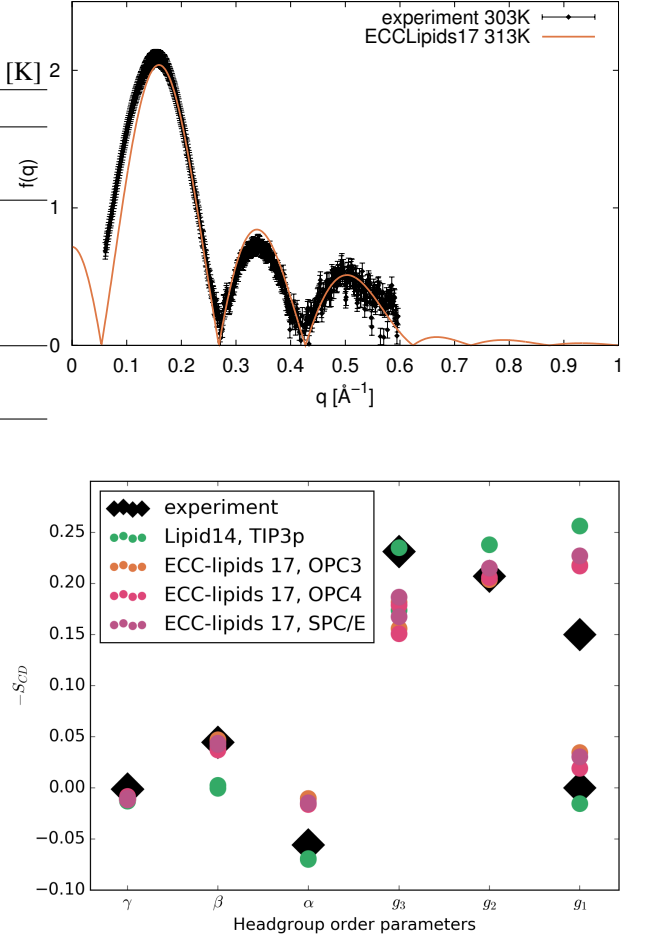 [K]
experiment 303K
ECCLipids17 313K
f(q)
2
1
0
0 0.1 0.2 0.3 0.4 0.5 0.6 0.7 0.8 0.9 1
q [Å⁻¹]
experiment
Lipid14, TIP3p
ECC-lipids 17, OPC3
ECC-lipids 17, OPC4
ECC-lipids 17, SPC/E
−S_CD
0.25
0.20
0.15
0.10
0.05
0.00
−0.05
−0.10
γ β α g₃ g₂ g₁
Headgroup order parameters